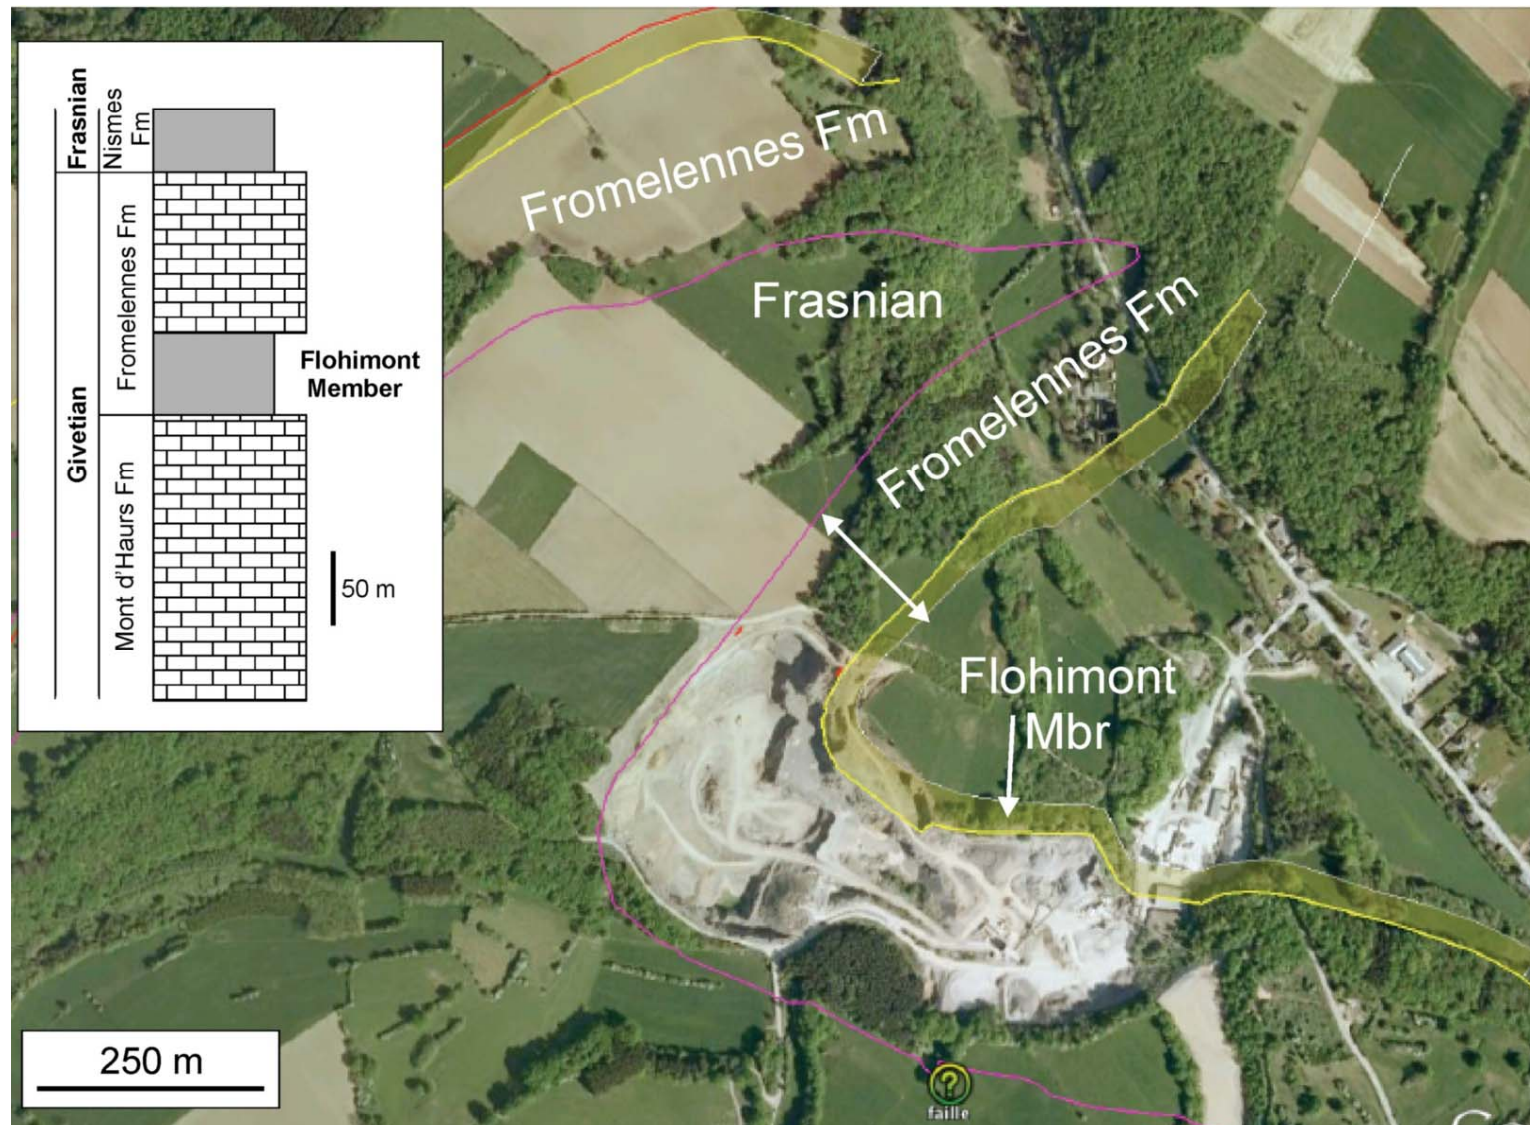 Frasnian
Nismes
Fm
Fromelennes Fm
Flohimont
Member
Givetian
Mont d'Haurs Fm
50 m
Fromelennes Fm
Frasnian
Fromelennes Fm
Flohimont
Mbr
250 m
?
faille